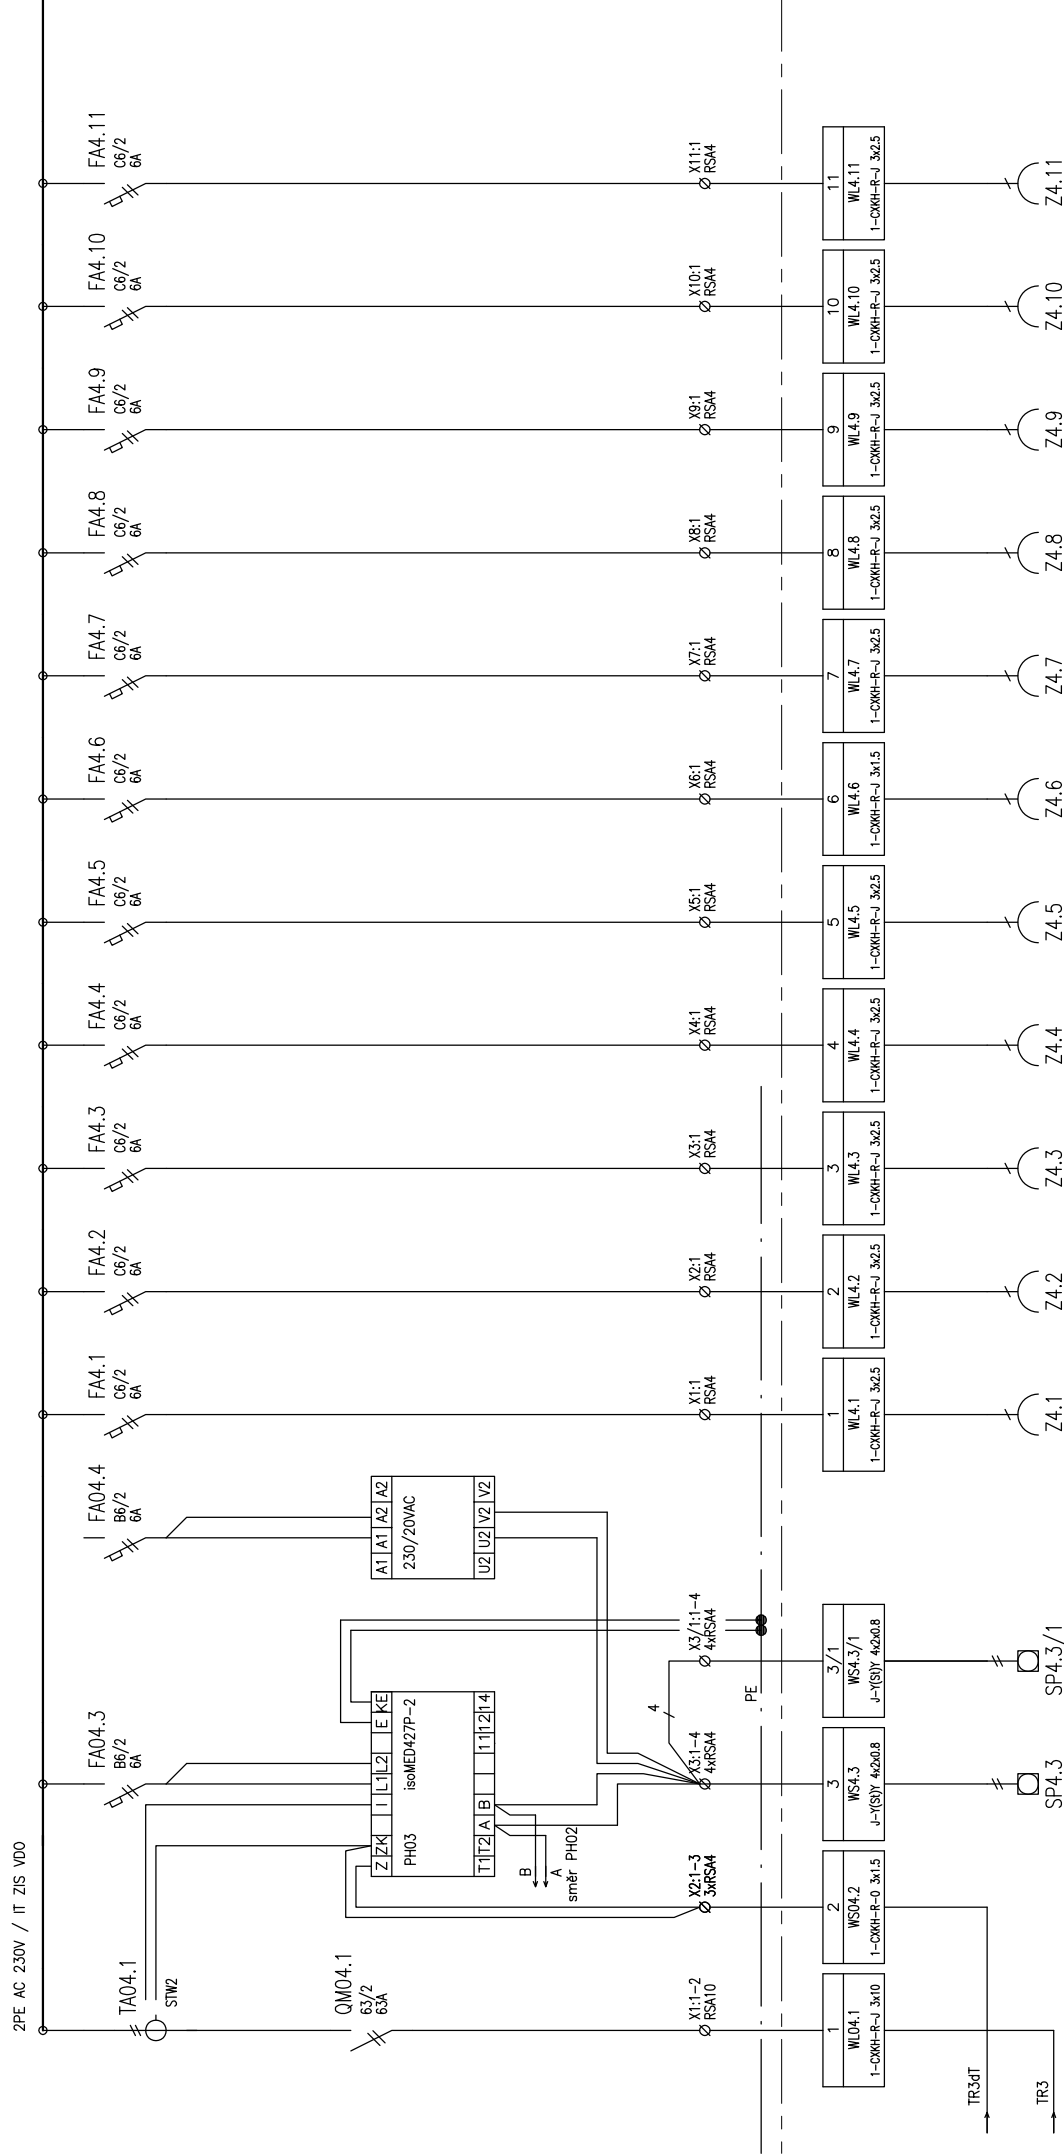 2PE AC 230V / IT ZIS VDO
TA04.1
STW2
QM04.1
63/2
63A
X1:1-2
RSA10
1
WL04.1
1-CXKH-R-J 3x10
TR3
X2:1-3
3xRSA4
2
WS04.2
1-CXKH-R-O 3x1.5
TR3dT
FA04.3
B6/2
6A
Z ZK I L1 L2 E KE
PH03
isoMED427P-2
T1 T2 A B 11 12 14
B
A
směr PH02
X3:1-4
4xRSA4
4
3
WS4.3
J-Y(St)Y 4x2x0.8
SP4.3
X3/1:1-4
4xRSA4
PE
3/1
WS4.3/1
J-Y(St)Y 4x2x0.8
SP4.3/1
FA04.4
B6/2
6A
A1 A1 A2 A2
230/20VAC
U2 U2 V2 V2
FA4.1
C6/2
6A
X1:1
RSA4
1
WL4.1
1-CXKH-R-J 3x2.5
Z4.1
FA4.2
C6/2
6A
X2:1
RSA4
2
WL4.2
1-CXKH-R-J 3x2.5
Z4.2
FA4.3
C6/2
6A
X3:1
RSA4
3
WL4.3
1-CXKH-R-J 3x2.5
Z4.3
FA4.4
C6/2
6A
X4:1
RSA4
4
WL4.4
1-CXKH-R-J 3x2.5
Z4.4
FA4.5
C6/2
6A
X5:1
RSA4
5
WL4.5
1-CXKH-R-J 3x2.5
Z4.5
FA4.6
C6/2
6A
X6:1
RSA4
6
WL4.6
1-CXKH-R-J 3x1.5
Z4.6
FA4.7
C6/2
6A
X7:1
RSA4
7
WL4.7
1-CXKH-R-J 3x2.5
Z4.7
FA4.8
C6/2
6A
X8:1
RSA4
8
WL4.8
1-CXKH-R-J 3x2.5
Z4.8
FA4.9
C6/2
6A
X9:1
RSA4
9
WL4.9
1-CXKH-R-J 3x2.5
Z4.9
FA4.10
C6/2
6A
X10:1
RSA4
10
WL4.10
1-CXKH-R-J 3x2.5
Z4.10
FA4.11
C6/2
6A
X11:1
RSA4
11
WL4.11
1-CXKH-R-J 3x2.5
Z4.11